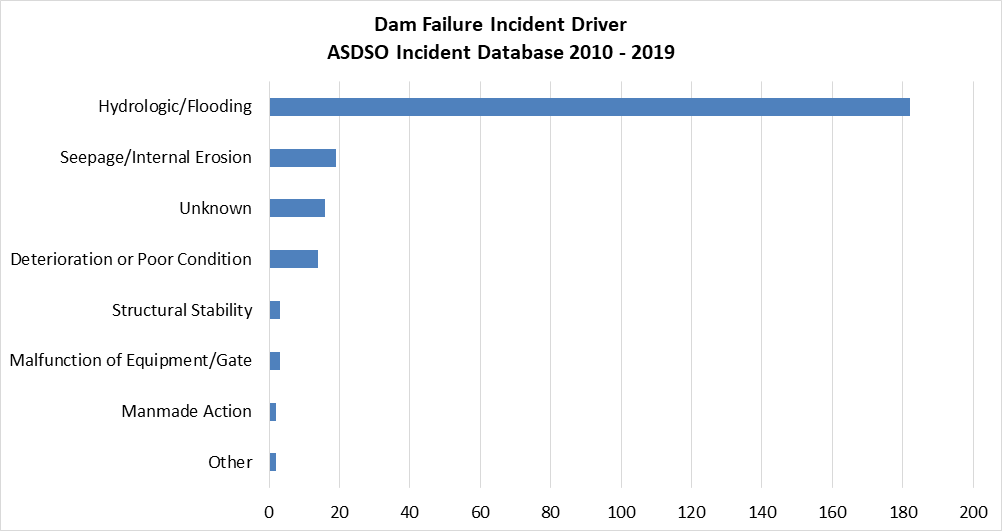 Dam Failure Incident Driver
ASDSO Incident Database 2010 - 2019
Hydrologic/Flooding
Seepage/Internal Erosion
Unknown
Deterioration or Poor Condition
Structural Stability
Malfunction of Equipment/Gate
Manmade Action
Other
0 20 40 60 80 100 120 140 160 180 200